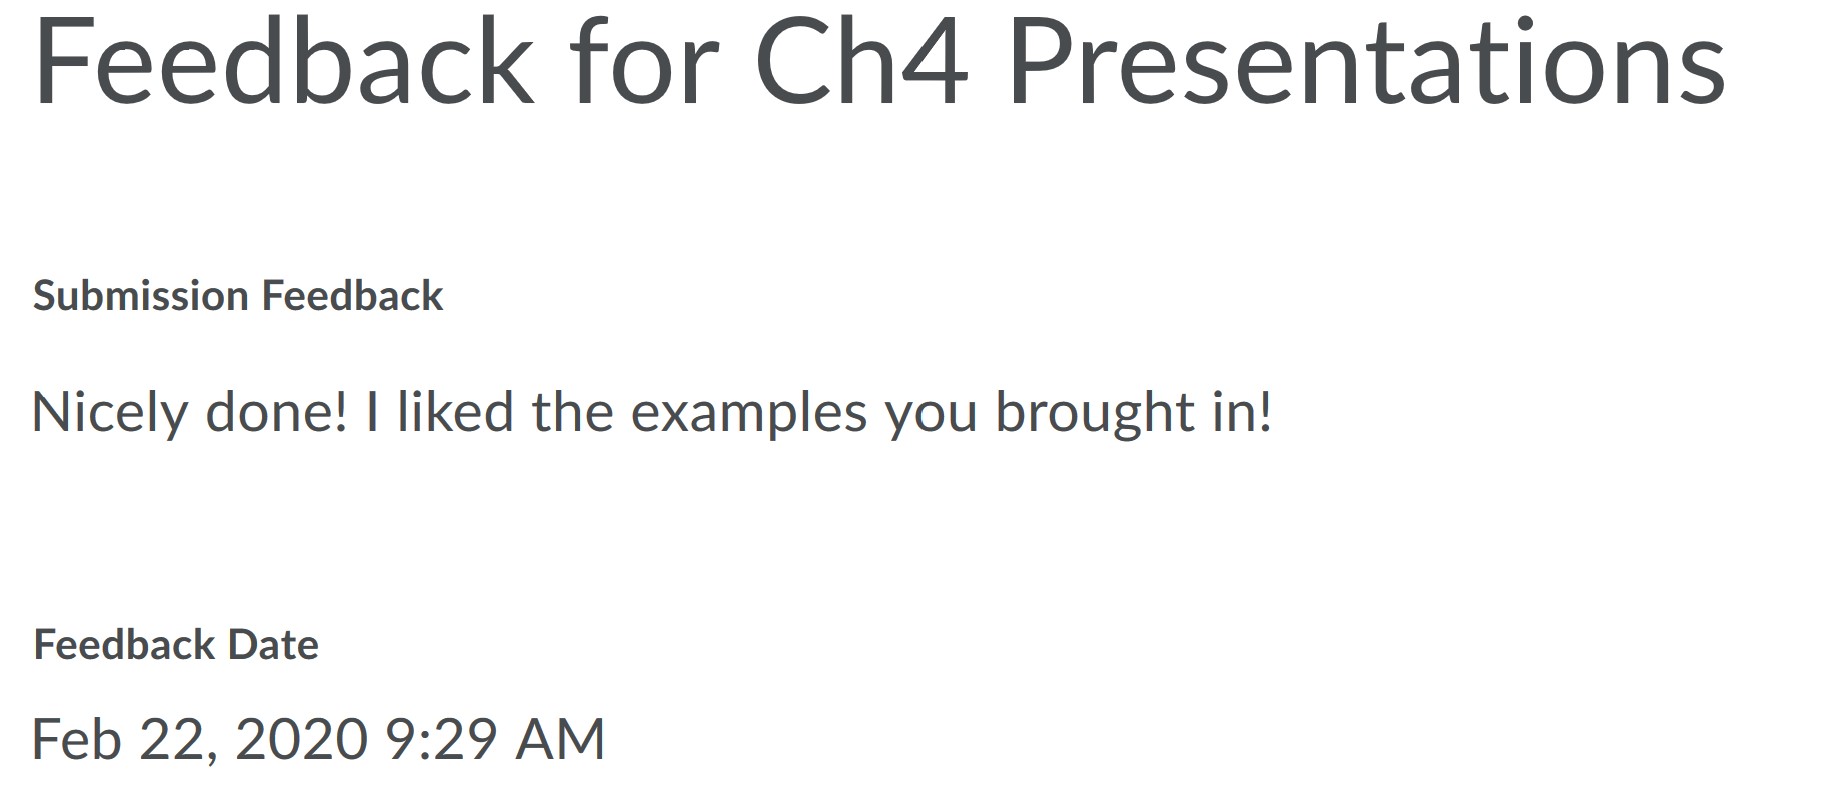 Feedback for Ch4 Presentations
Submission Feedback
Nicely done! I liked the examples you brought in!
Feedback Date
Feb 22, 2020 9:29 AM